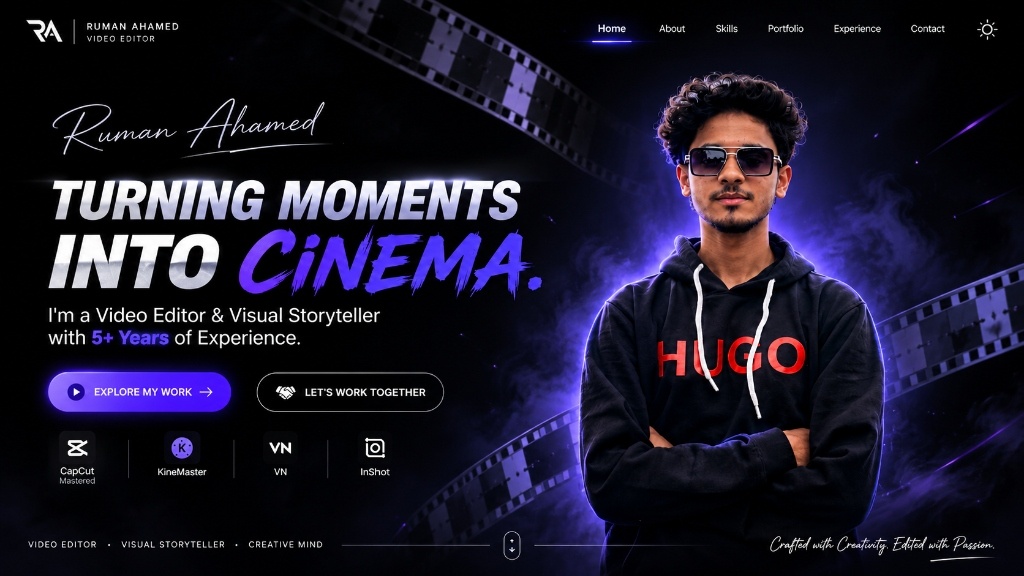 RA
RUMAN AHAMED
VIDEO EDITOR
Home
About
Skills
Portfolio
Experience
Contact
Ruman Ahamed
TURNING MOMENTS
INTO CiNEMA.
I'm a Video Editor & Visual Storyteller
with 5+ Years of Experience.
EXPLORE MY WORK →
LET'S WORK TOGETHER
HUGO
CapCut
Mastered
K
KineMaster
VN
VN
InShot
VIDEO EDITOR • VISUAL STORYTELLER • CREATIVE MIND
Crafted with Creativity. Edited with Passion.